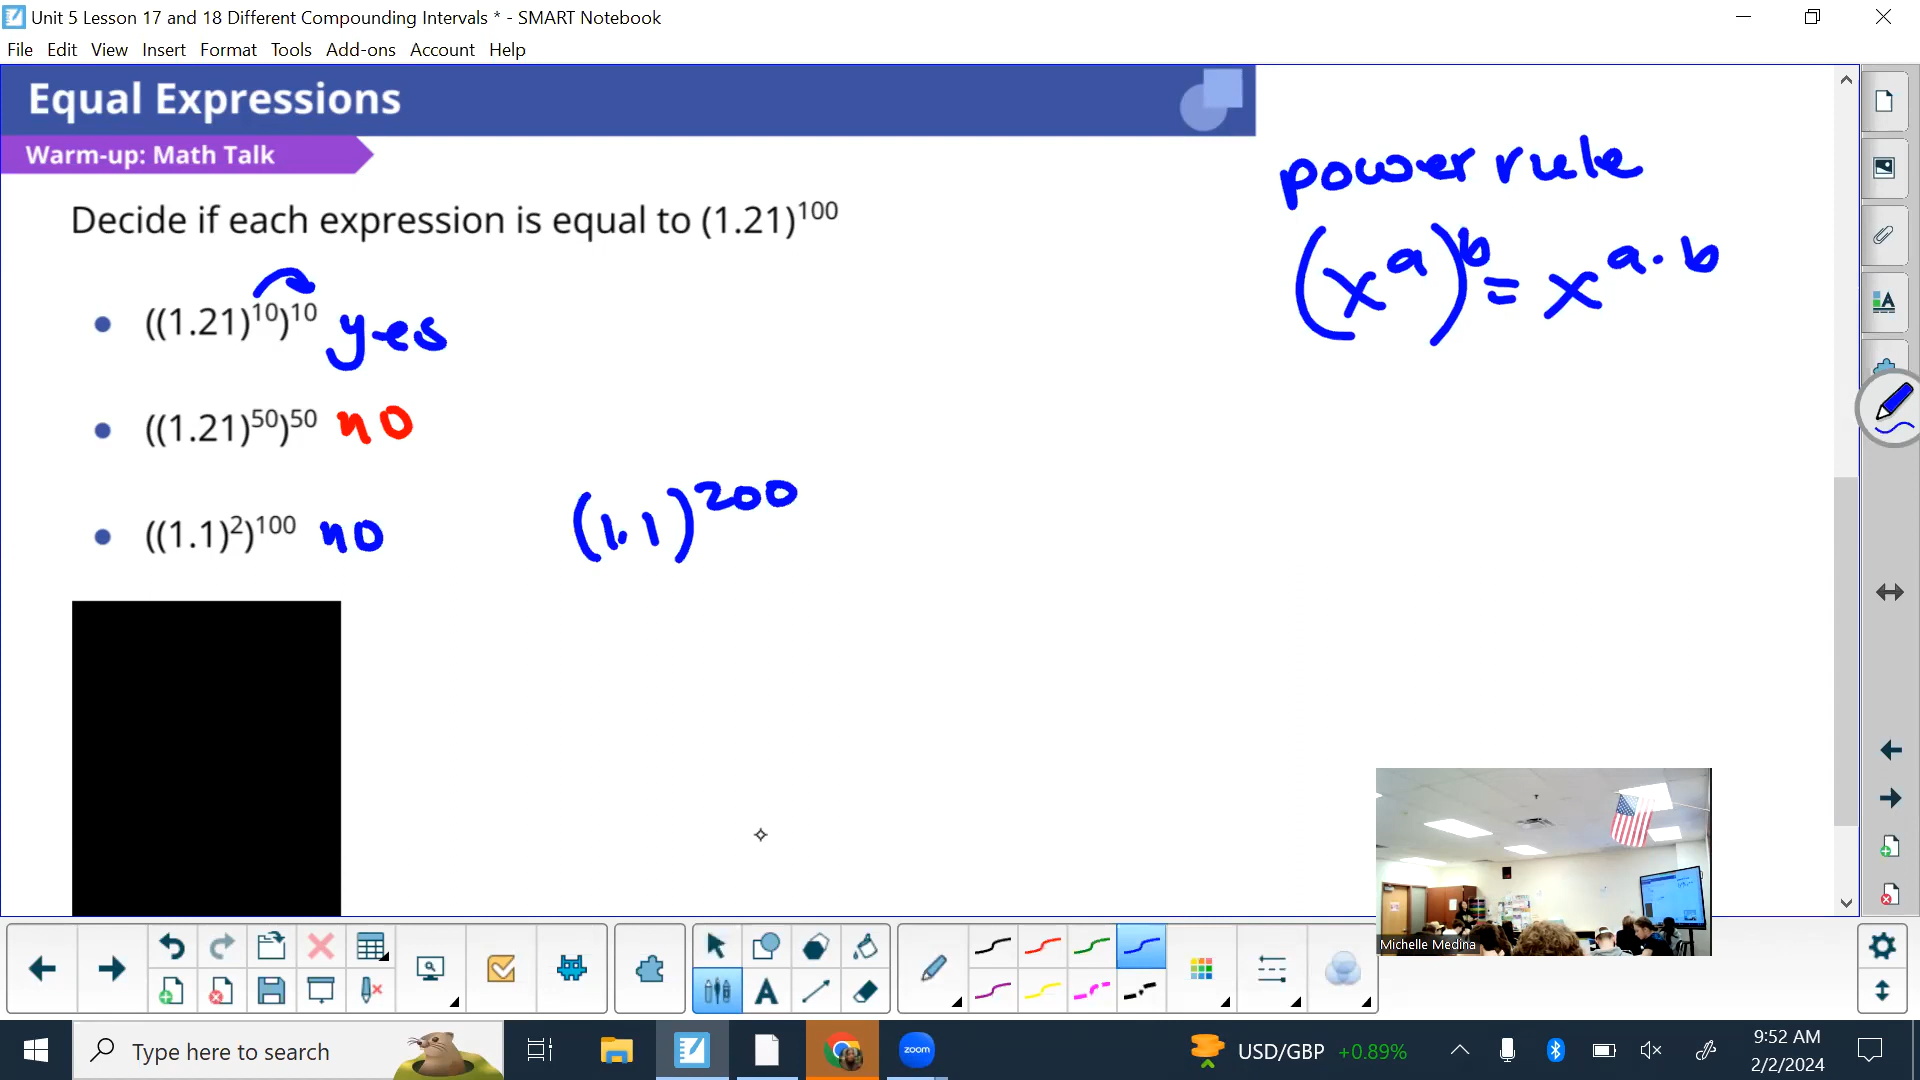 Unit 5 Lesson 17 and 18 Different Compounding Intervals * - SMART Notebook
File Edit View Insert Format Tools Add-ons Account Help
Equal Expressions
Warm-up: Math Talk
power rule
Decide if each expression is equal to (1.21)^100
(x^a)^b = x^a·b
• ((1.21)^10)^10 yes
• ((1.21)^50)^50 no
• ((1.1)^2)^100 no (1.1)^200
Michelle Medina
Type here to search
zoom
USD/GBP +0.89%
9:52 AM
2/2/2024